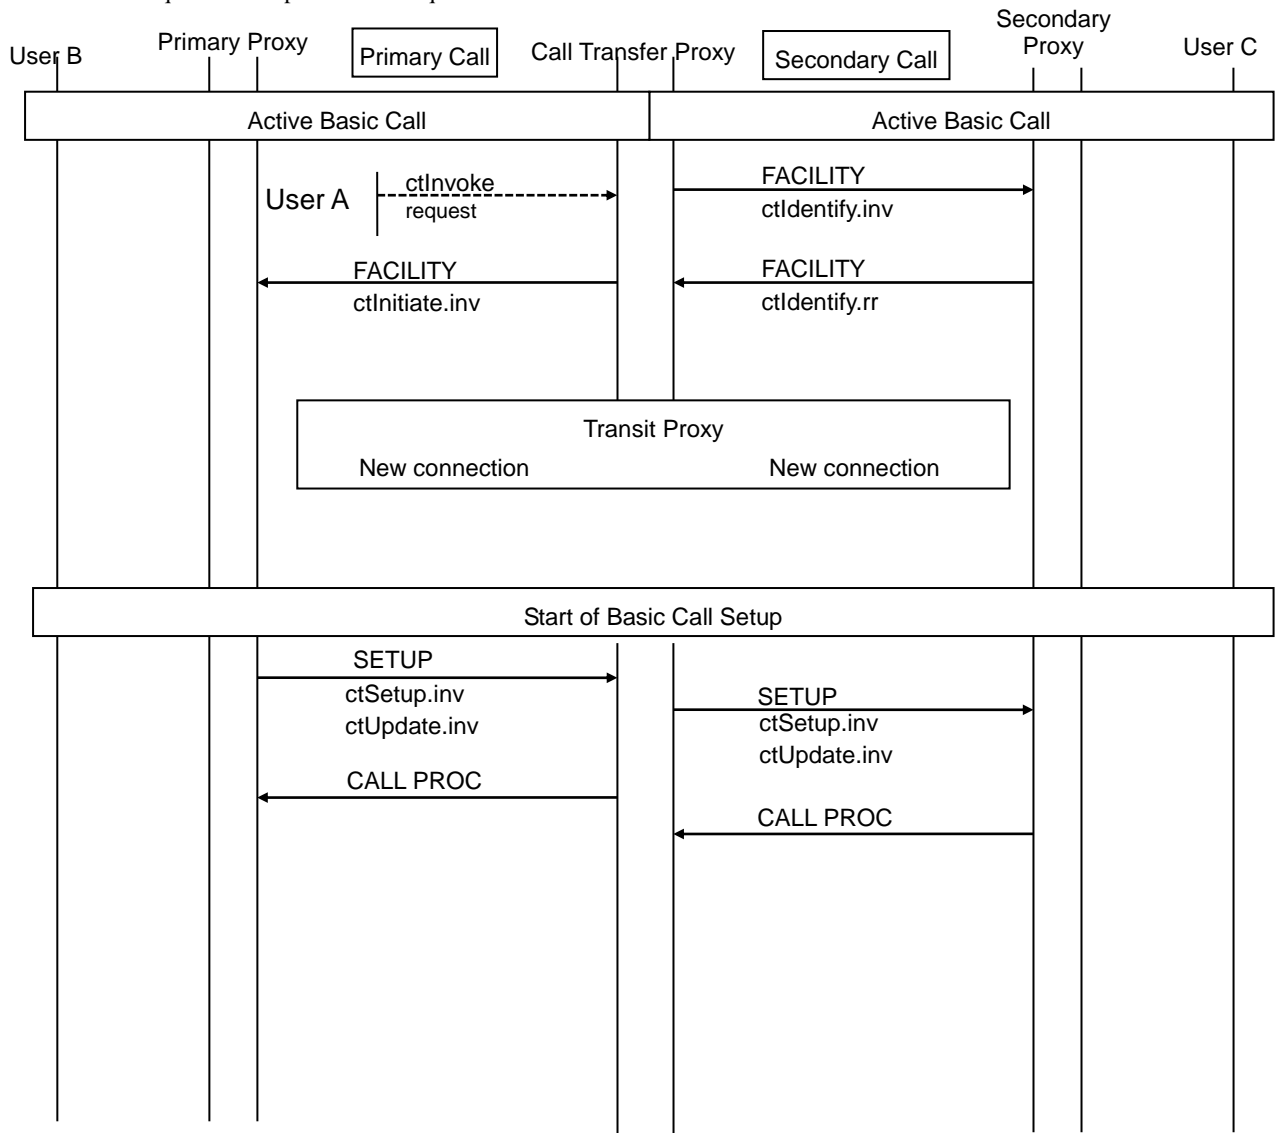 User B
Primary Proxy
Primary Call
Call Transfer Proxy
Secondary Call
Secondary
Proxy
User C
Active Basic Call
Active Basic Call
User A
ctInvoke
request
FACILITY
ctIdentify.inv
FACILITY
ctInitiate.inv
FACILITY
ctIdentify.rr
Transit Proxy
New connection
New connection
Start of Basic Call Setup
SETUP
ctSetup.inv
ctUpdate.inv
SETUP
ctSetup.inv
ctUpdate.inv
CALL PROC
CALL PROC